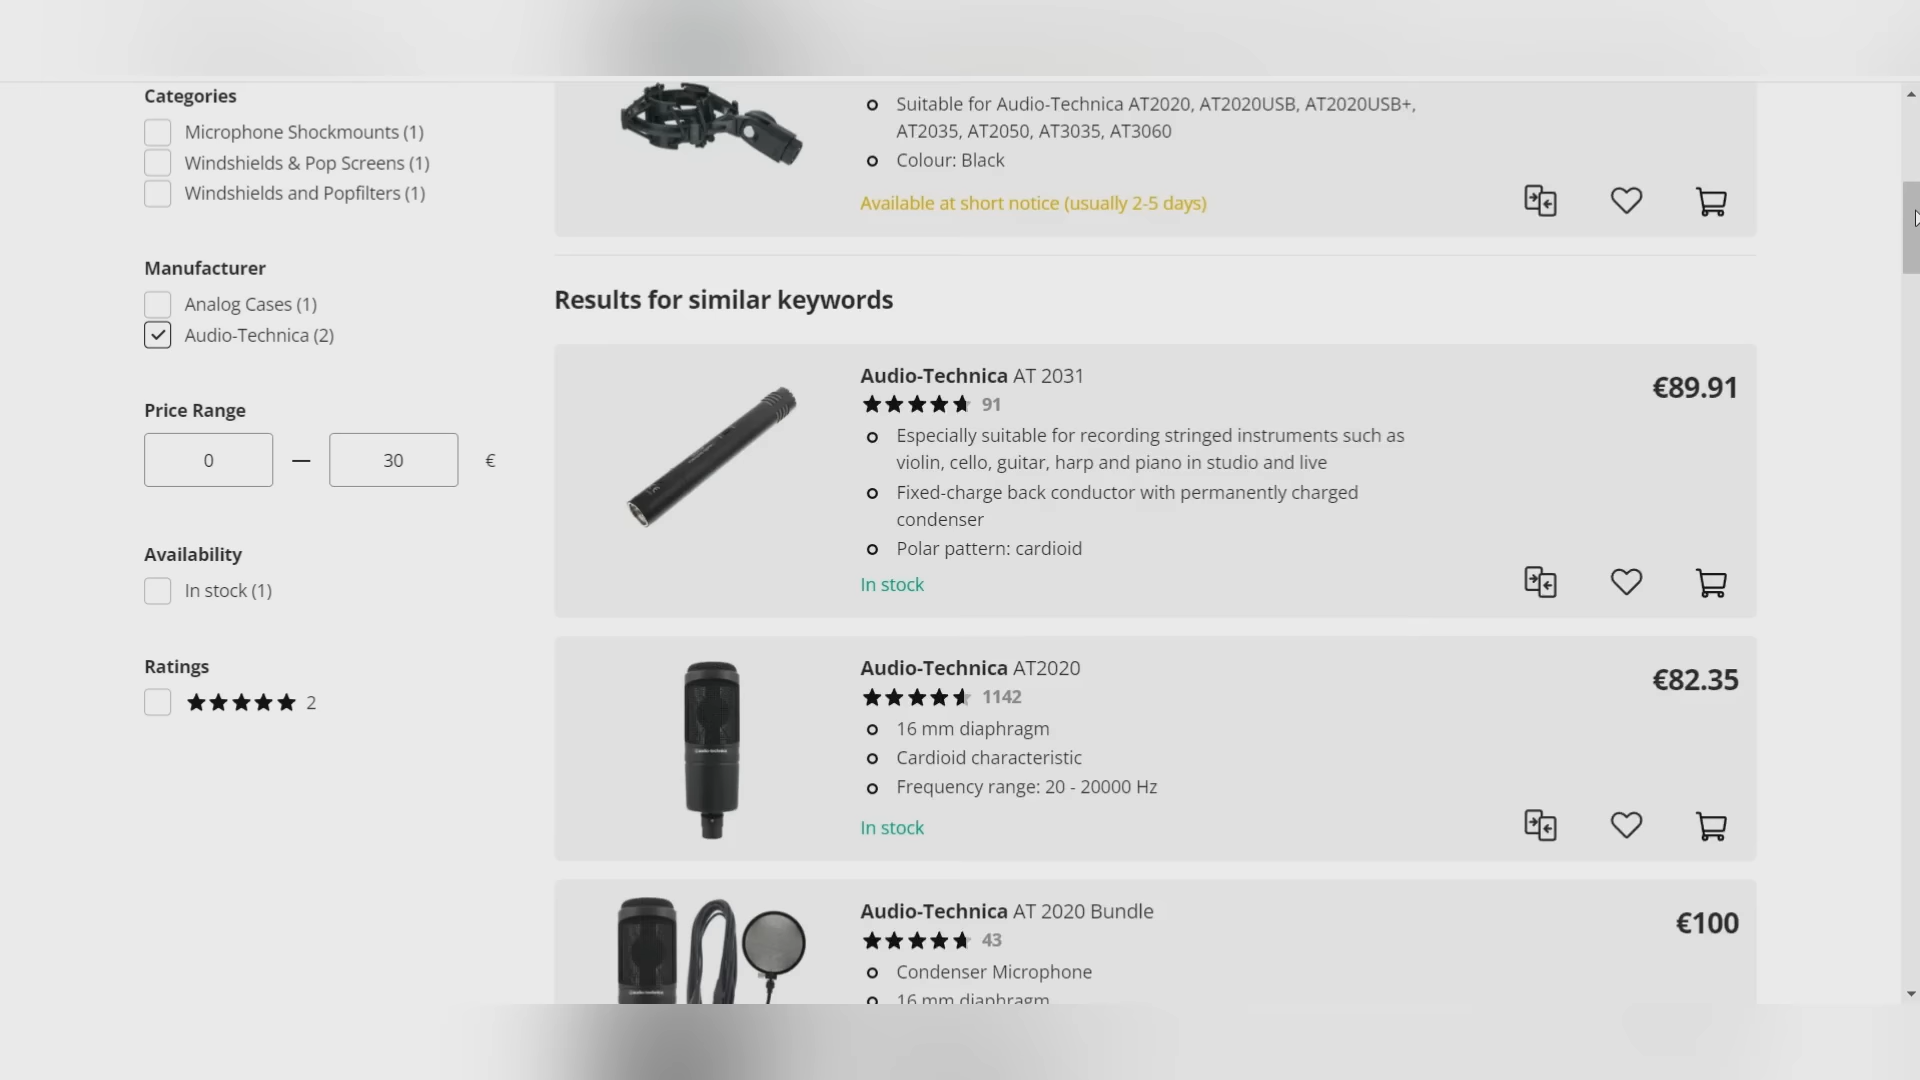 Categories
Microphone Shockmounts (1)
Windshields & Pop Screens (1)
Windshields and Popfilters (1)
Manufacturer
Analog Cases (1)
Audio-Technica (2)
Price Range
0 — 30 €
Availability
In stock (1)
Ratings
2
Suitable for Audio-Technica AT2020, AT2020USB, AT2020USB+,
AT2035, AT2050, AT3035, AT3060
Colour: Black
Available at short notice (usually 2-5 days)
Results for similar keywords
Audio-Technica AT 2031
€89.91
91
Especially suitable for recording stringed instruments such as
violin, cello, guitar, harp and piano in studio and live
Fixed-charge back conductor with permanently charged
condenser
Polar pattern: cardioid
In stock
Audio-Technica AT2020
€82.35
1142
16 mm diaphragm
Cardioid characteristic
Frequency range: 20 - 20000 Hz
In stock
Audio-Technica AT 2020 Bundle
€100
43
Condenser Microphone
16 mm diaphragm